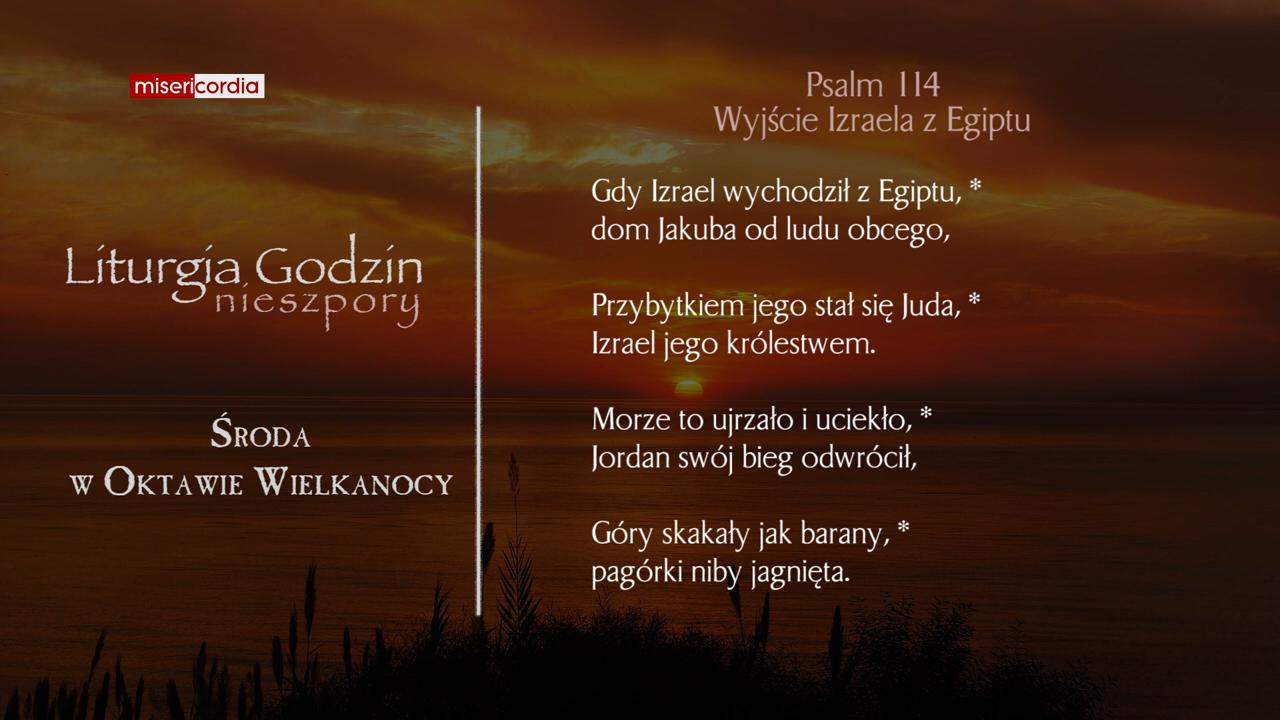 misericordia
Liturgia Godzin
nieszpory
Środa
w Oktawie Wielkanocy
Psalm 114
Wyjście Izraela z Egiptu
Gdy Izrael wychodził z Egiptu, *
dom Jakuba od ludu obcego,
Przybytkiem jego stał się Juda, *
Izrael jego królestwem.
Morze to ujrzało i uciekło, *
Jordan swój bieg odwrócił,
Góry skakały jak barany, *
pagórki niby jagnięta.